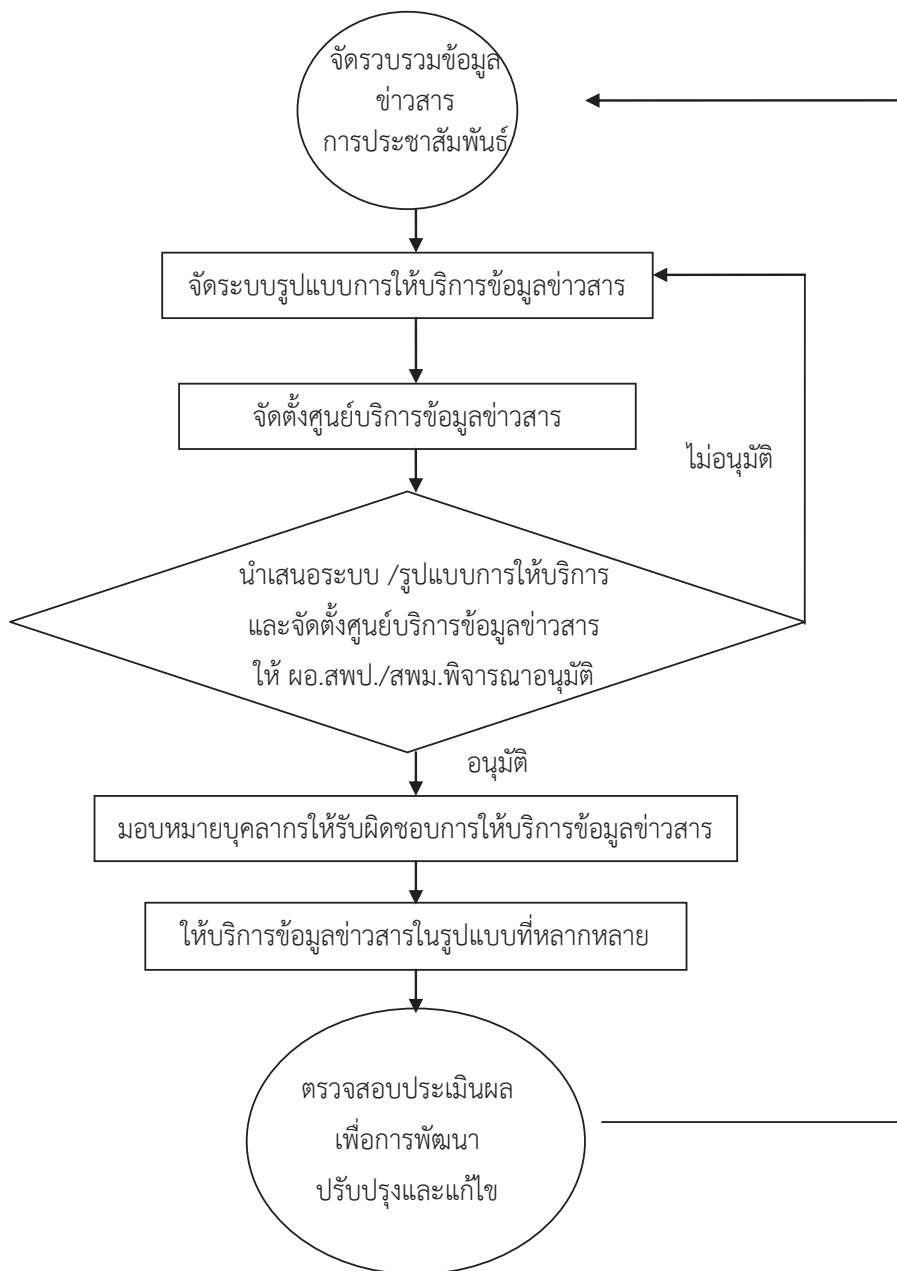 จัดรวบรวมข้อมูล
ข่าวสาร
การประชาสัมพันธ์
จัดระบบรูปแบบการให้บริการข้อมูลข่าวสาร
จัดตั้งศูนย์บริการข้อมูลข่าวสาร
ไม่อนุมัติ
นำเสนอระบบ /รูปแบบการให้บริการ
และจัดตั้งศูนย์บริการข้อมูลข่าวสาร
ให้ ผอ.สพป./สพม.พิจารณาอนุมัติ
อนุมัติ
มอบหมายบุคลากรให้รับผิดชอบการให้บริการข้อมูลข่าวสาร
ให้บริการข้อมูลข่าวสารในรูปแบบที่หลากหลาย
ตรวจสอบประเมินผล
เพื่อการพัฒนา
ปรับปรุงและแก้ไข